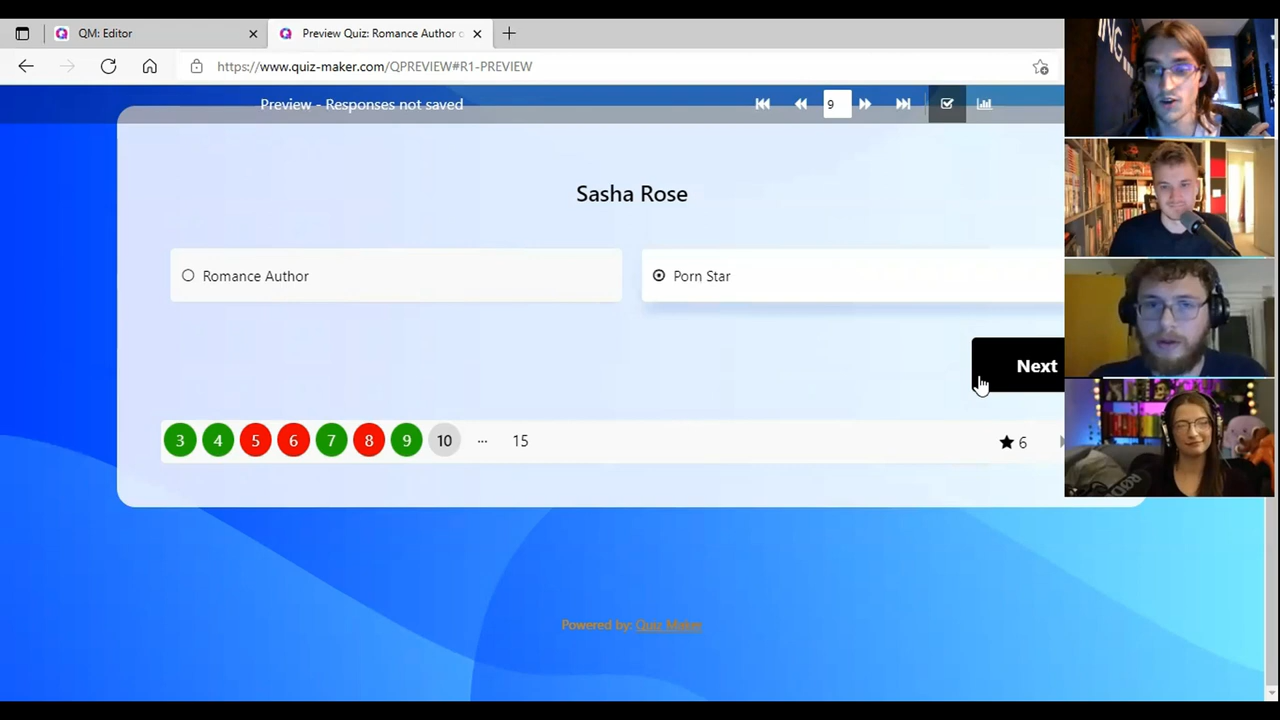 QM: Editor
Preview Quiz: Romance Author
https://www.quiz-maker.com/QPREVIEW#R1-PREVIEW
Preview - Responses not saved
9
Sasha Rose
Romance Author
Porn Star
Next
3 4 5 6 7 8 9 10 ... 15 ★ 6
Powered by: Quiz Maker